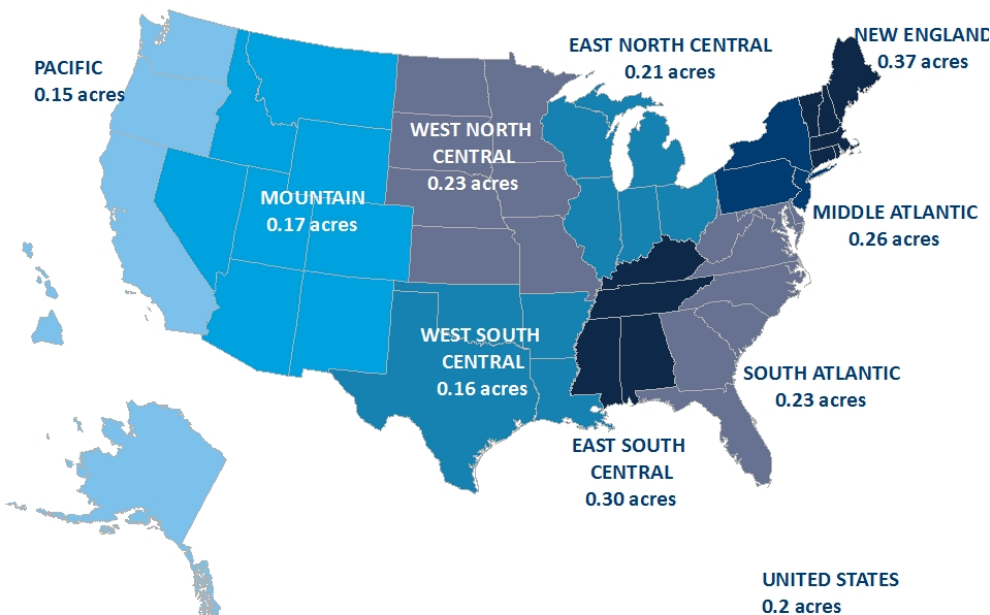 PACIFIC
0.15 acres
MOUNTAIN
0.17 acres
WEST NORTH
CENTRAL
0.23 acres
WEST SOUTH
CENTRAL
0.16 acres
EAST NORTH CENTRAL
0.21 acres
EAST SOUTH
CENTRAL
0.30 acres
NEW ENGLAND
0.37 acres
MIDDLE ATLANTIC
0.26 acres
SOUTH ATLANTIC
0.23 acres
UNITED STATES
0.2 acres